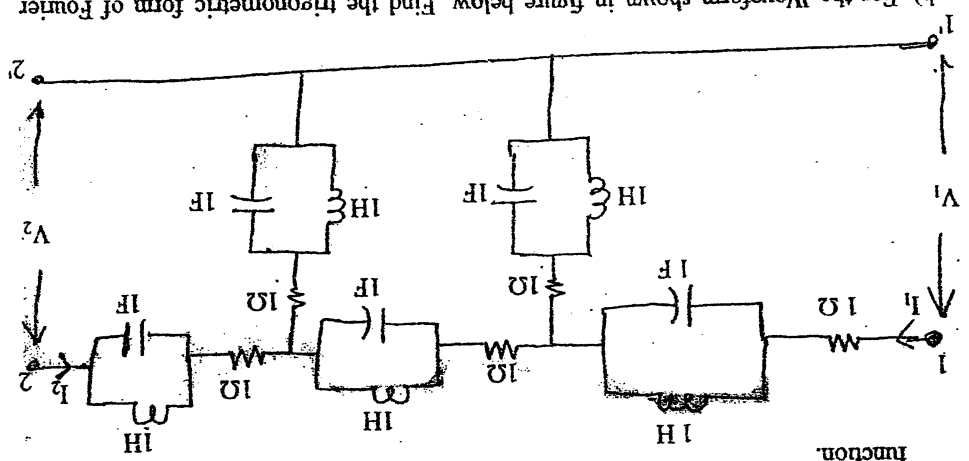 function.
1 H 1H 1H
1 I₁ 1 Ω 1Ω 1Ω I₂ 2
1 F 1F 1F
1Ω 1Ω
V₁ 1H 1F 1H 1F V₂
1' 2'
b) For the Waveform shown in figure below. Find the trigonometric form of Fourier